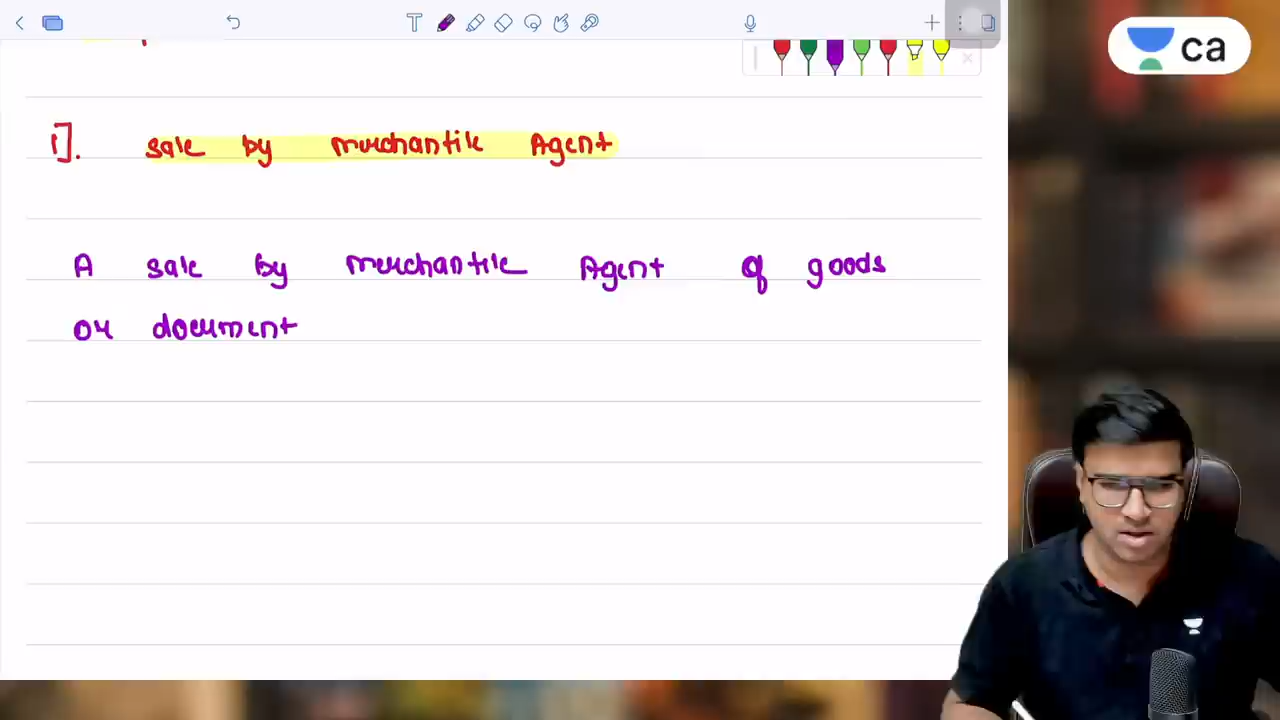 ca
1]. sale by merchantile Agent
A sale by merchantile Agent of goods
or document